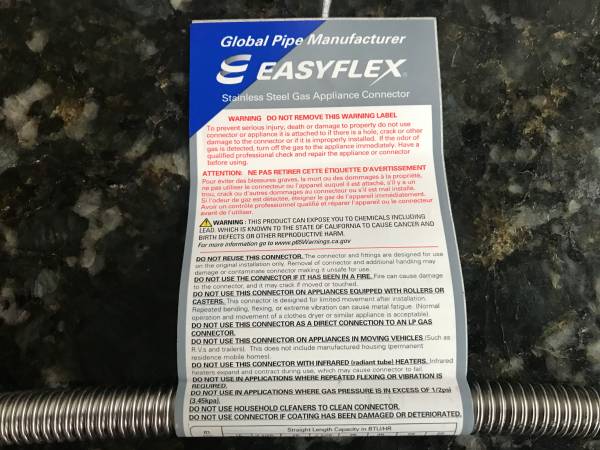 Global Pipe Manufacturer
EASYFLEX®
Stainless Steel Gas Appliance Connector
WARNING DO NOT REMOVE THIS WARNING LABEL
To prevent serious injury, death or damage to property do not use
connector or appliance it is attached to if there is a hole, crack or other
damage to the connector or if it is improperly installed. If the odor of
gas is detected, turn off the gas to the appliance immediately. Have a
qualified professional check and repair the appliance or connector
before using.
ATTENTION: NE PAS RETIRER CETTE ÉTIQUETTE D'AVERTISSEMENT
Pour éviter des blessures graves, la mort ou des dommages à la propriété,
ne pas utiliser le connecteur ou l'appareil auquel il est attaché, s'il y a un
trou, crack ou d'autres dommages au connecteur ou s'il est mal installé.
Si l'odeur de gaz est détectée, éteigner le gaz de l'appareil immédiatement.
Avoir un contrôle professionnel qualifié et réparer l'appareil ou le connecteur
avant de l'utiliser.
WARNING : THIS PRODUCT CAN EXPOSE YOU TO CHEMICALS INCLUDING
LEAD, WHICH IS KNOWN TO THE STATE OF CALIFORNIA TO CAUSE CANCER AND
BIRTH DEFECTS OR OTHER REPRODUCTIVE HARM.
For more information go to www.p65Warnings.ca.gov
DO NOT REUSE THIS CONNECTOR. The connector and fittings are designed for use
on the original installation only. Removal of connector and additional handling may
damage or contaminate connector making it unsafe for use.
DO NOT USE THE CONNECTOR IF IT HAS BEEN IN A FIRE. Fire can cause damage
to the connector, and it may crack if moved or touched.
DO NOT USE THIS CONNECTOR ON APPLIANCES EQUIPPED WITH ROLLERS OR
CASTERS. This connector is designed for limited movement after installation.
Repeated bending, flexing, or extreme vibration can cause metal fatigue. (Normal
operation and movement of a clothes dryer or similar appliance is acceptable).
DO NOT USE THIS CONNECTOR AS A DIRECT CONNECTION TO AN LP GAS
CONNECTOR.
DO NOT USE THIS CONNECTOR ON APPLIANCES IN MOVING VEHICLES (Such as
R.V.s and trailers). This does not include manufactured housing (permanent
residence mobile homes).
DO NOT USE THIS CONNECTOR WITH INFRARED (radiant tube) HEATERS. Infrared
heaters expand and contract during use, which may cause connector to fail.
DO NOT USE IN APPLICATIONS WHERE REPEATED FLEXING OR VIBRATION IS
REQUIRED.
DO NOT USE IN APPLICATIONS WHERE GAS PRESSURE IS IN EXCESS OF 1/2psi
(3.45kpa).
DO NOT USE HOUSEHOLD CLEANERS TO CLEAN CONNECTOR.
DO NOT USE CONNECTOR IF COATING HAS BEEN DAMAGED OR DETERIORATED.
Straight Length Capacity in BTU/HR